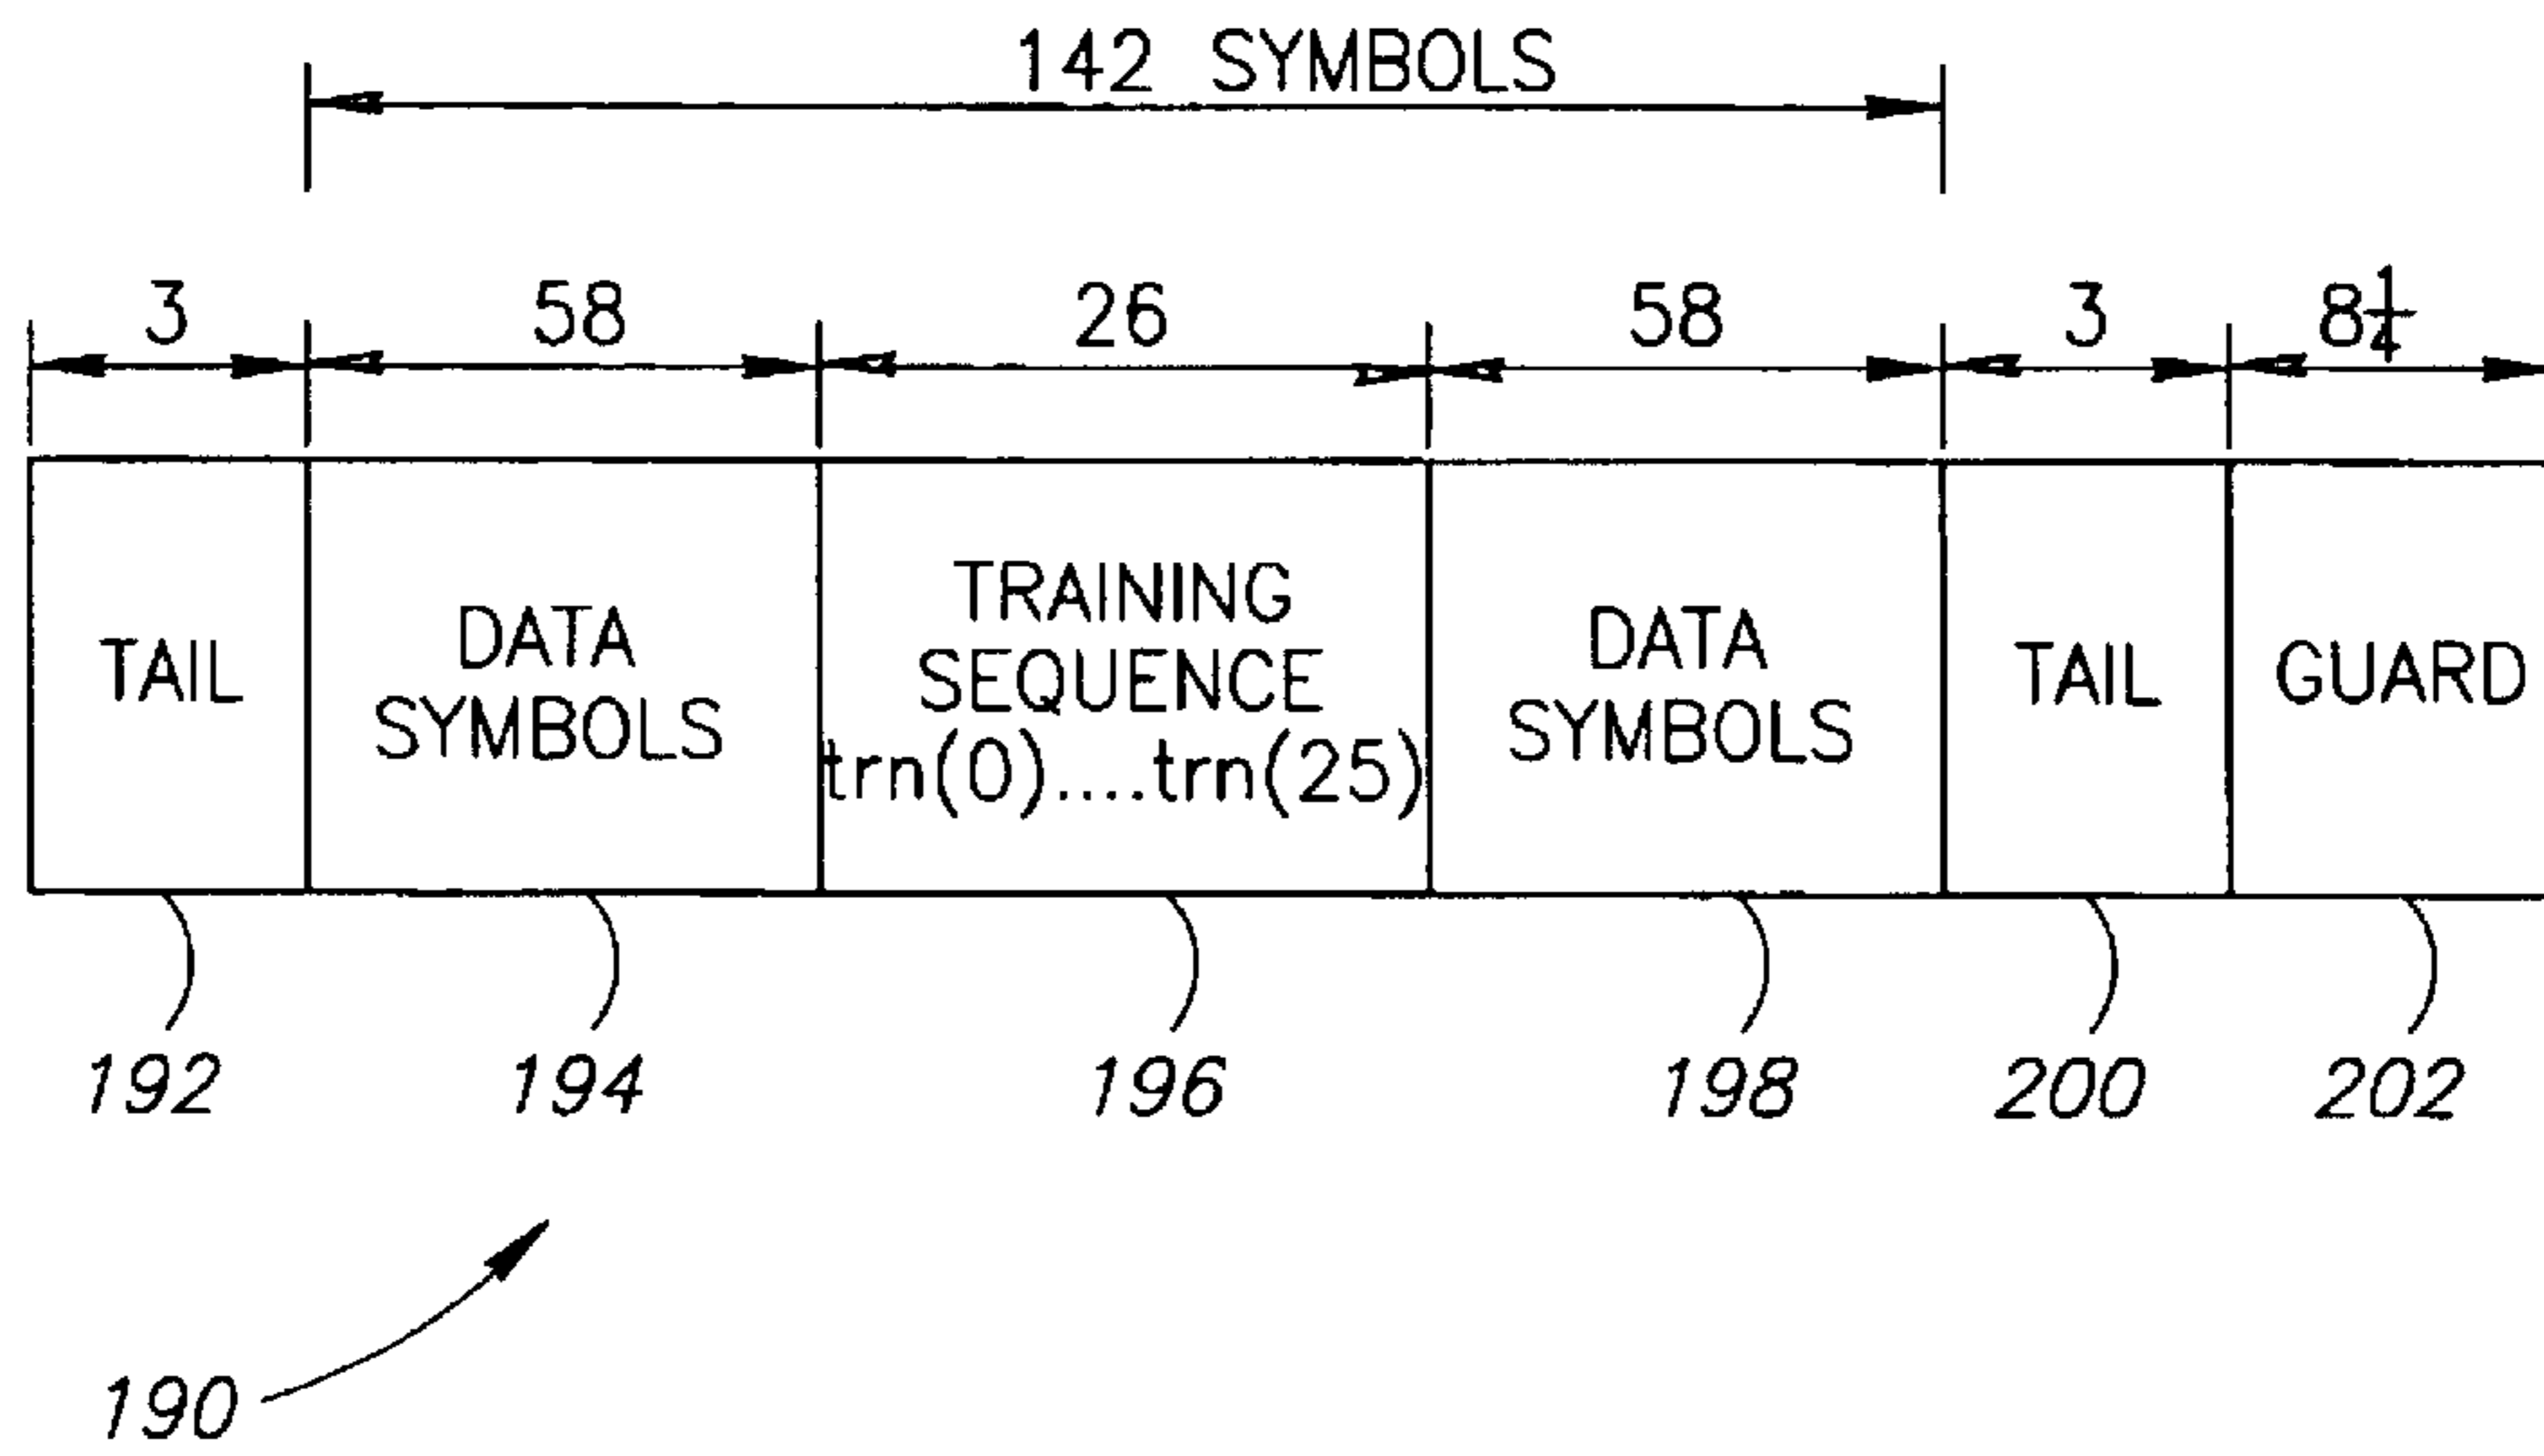 142 SYMBOLS
3 58 26 58 3 8¼
TAIL
DATA
SYMBOLS
TRAINING
SEQUENCE
trn(0)....trn(25)
DATA
SYMBOLS
TAIL
GUARD
192 194 196 198 200 202
190